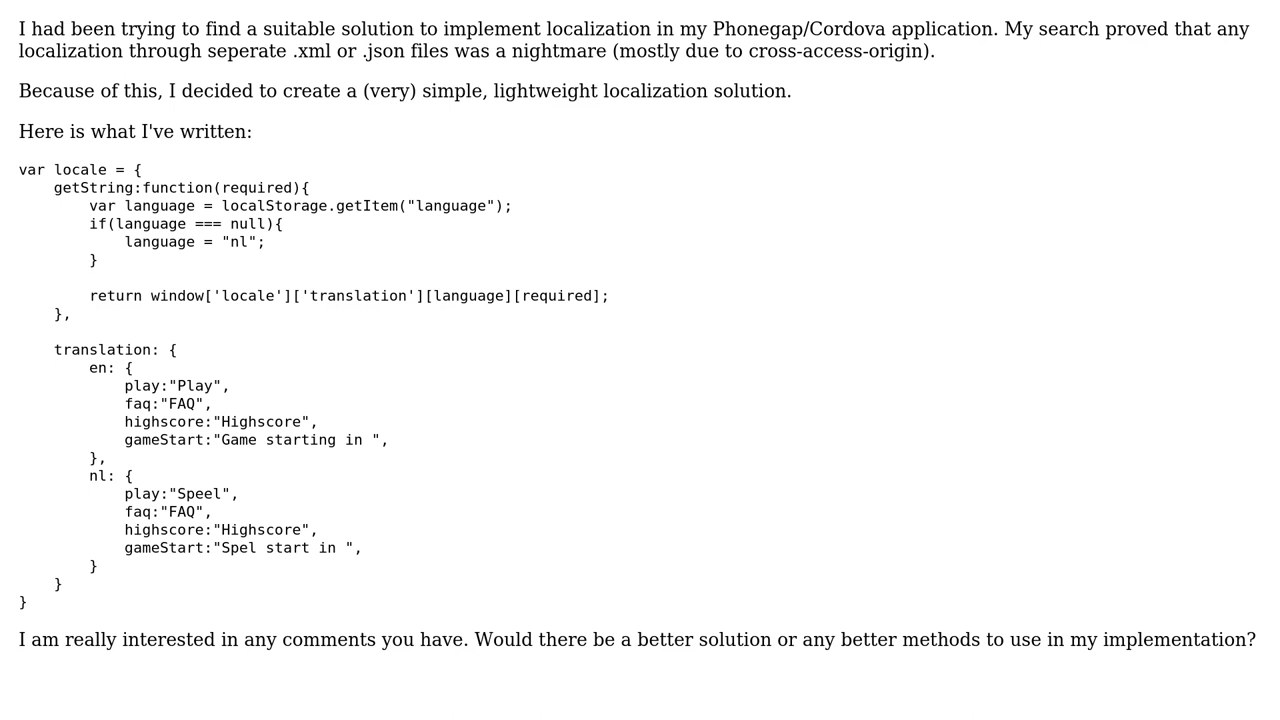 I had been trying to find a suitable solution to implement localization in my Phonegap/Cordova application. My search proved that any
localization through seperate .xml or .json files was a nightmare (mostly due to cross-access-origin).
Because of this, I decided to create a (very) simple, lightweight localization solution.
Here is what I've written:
var locale = {
    getString:function(required){
        var language = localStorage.getItem("language");
        if(language === null){
            language = "nl";
        }

        return window['locale']['translation'][language][required];
    },

    translation: {
        en: {
            play:"Play",
            faq:"FAQ",
            highscore:"Highscore",
            gameStart:"Game starting in ",
        },
        nl: {
            play:"Speel",
            faq:"FAQ",
            highscore:"Highscore",
            gameStart:"Spel start in ",
        }
    }
}
I am really interested in any comments you have. Would there be a better solution or any better methods to use in my implementation?